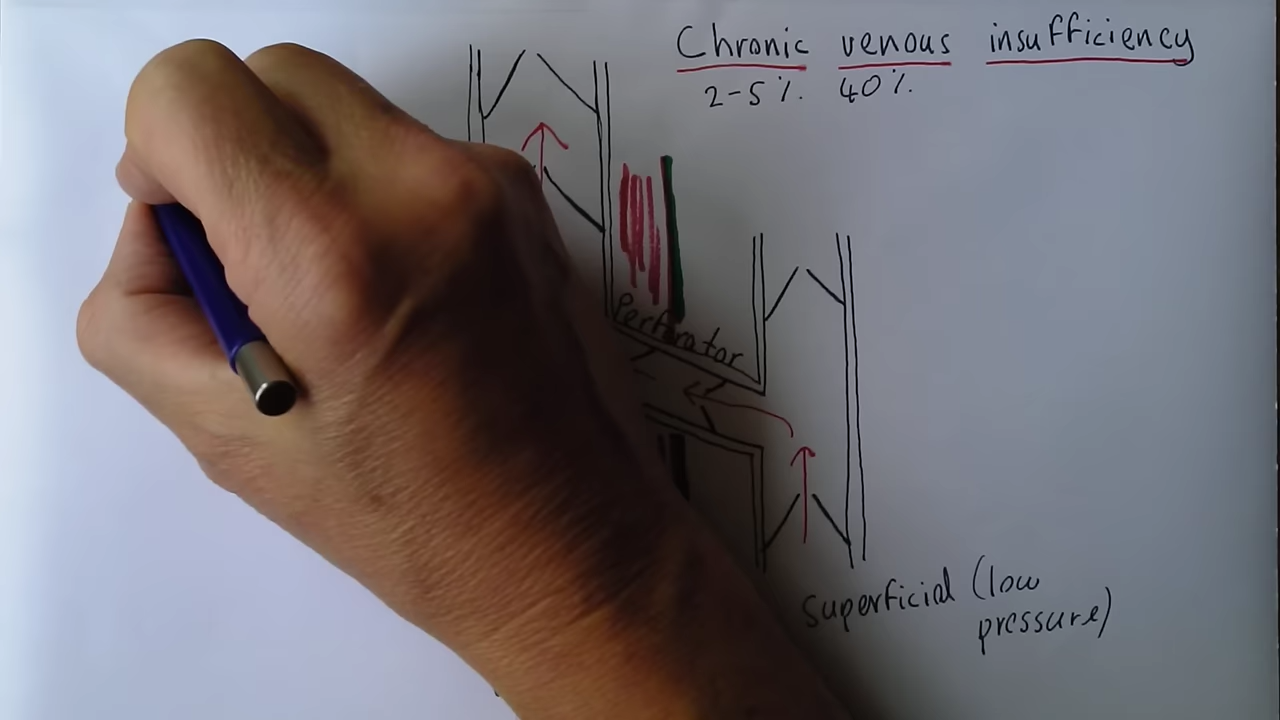 Chronic venous insufficiency
2-5%. 40%.
Perforator
superficial (low
pressure)